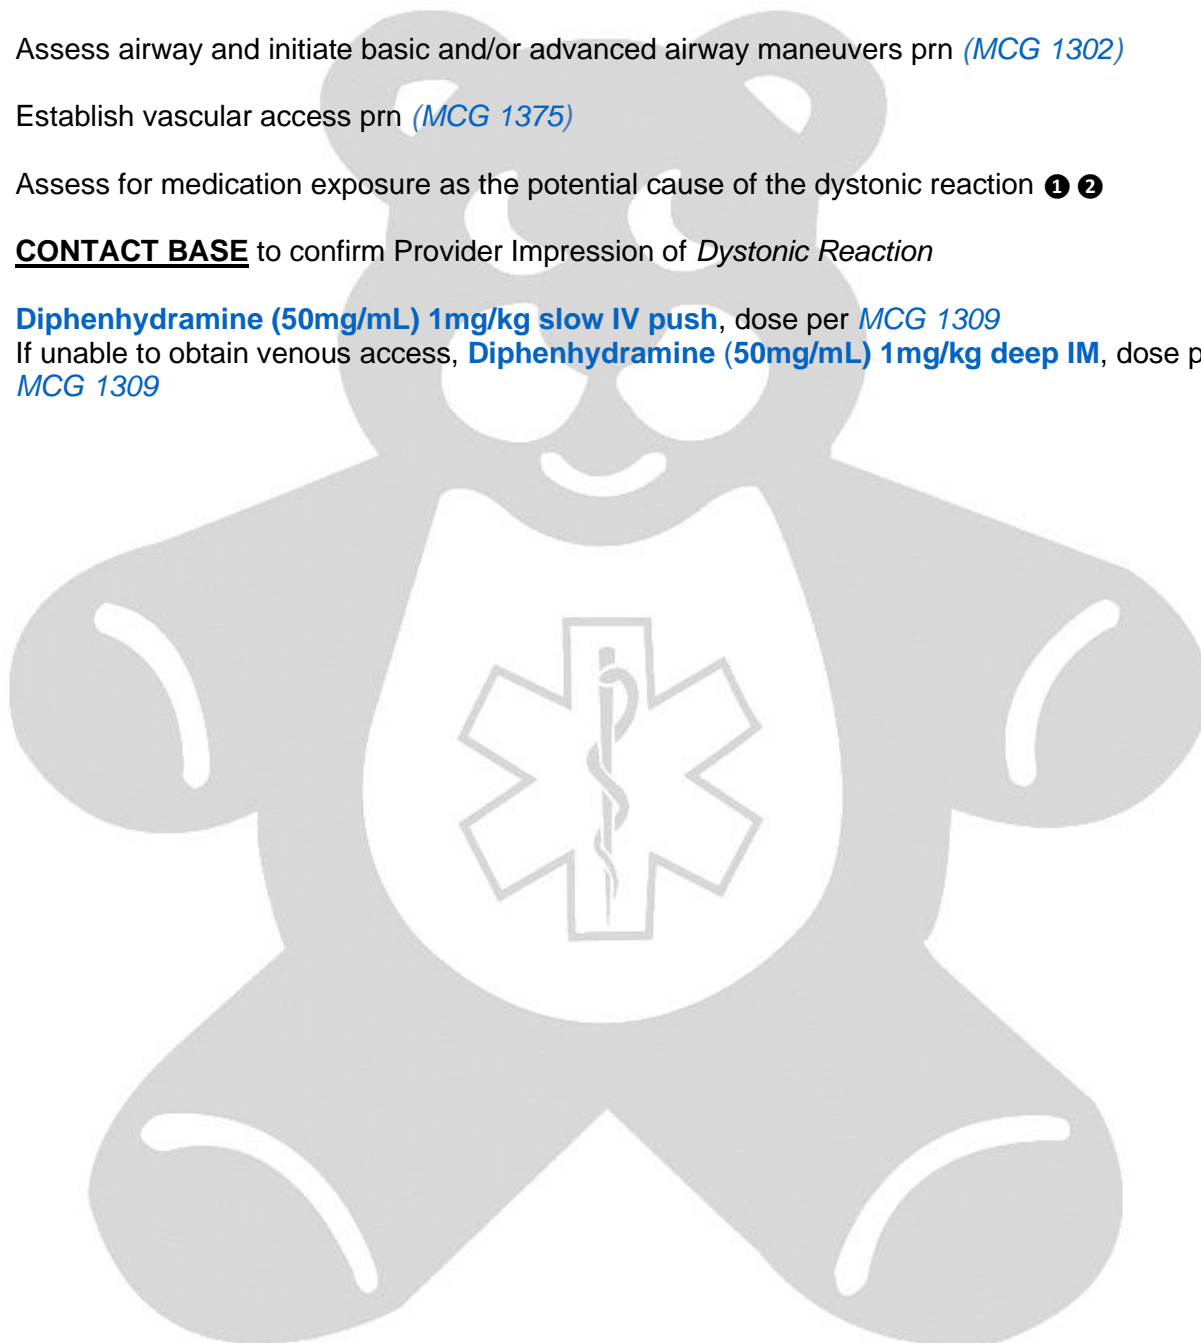 Assess airway and initiate basic and/or advanced airway maneuvers prn (MCG 1302)
Establish vascular access prn (MCG 1375)
Assess for medication exposure as the potential cause of the dystonic reaction ❶ ❷
CONTACT BASE to confirm Provider Impression of Dystonic Reaction
Diphenhydramine (50mg/mL) 1mg/kg slow IV push, dose per MCG 1309
If unable to obtain venous access, Diphenhydramine (50mg/mL) 1mg/kg deep IM, dose
MCG 1309